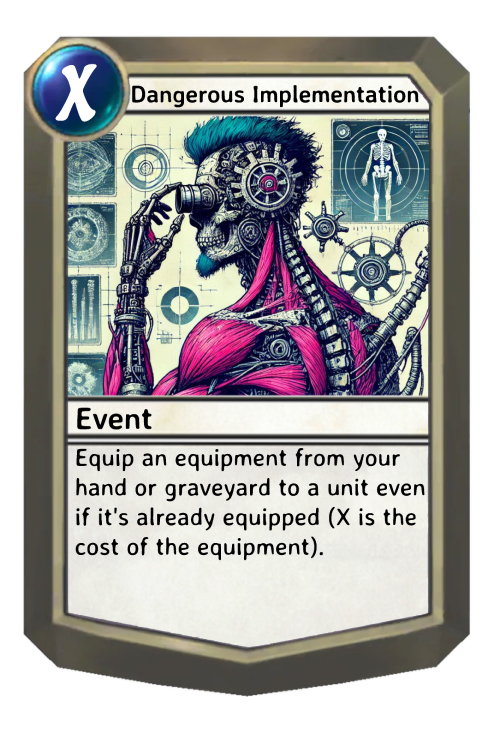 X
Dangerous Implementation
Event
Equip an equipment from your
hand or graveyard to a unit even
if it's already equipped (X is the
cost of the equipment).